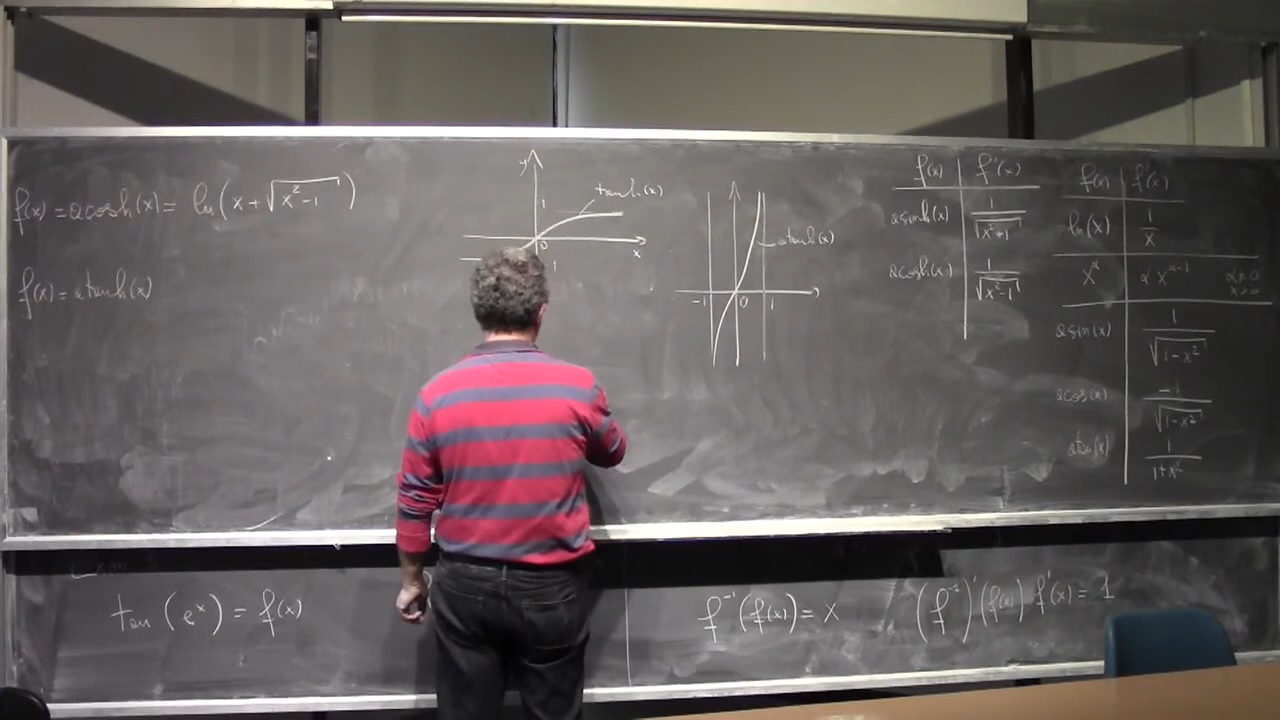 f(x) = acosh(x) = ln(x + √(x²-1))
f(x) = atanh(x)
y
1
tanh(x)
0
x
1
atanh(x)
-1 0 1
f(x) f'(x)
asinh(x) 1/√(x²+1)
acosh(x) 1/√(x²-1)
f(x) f'(x)
ln(x) 1/x
x^α α x^(α-1) α≠0
x>0
asin(x) 1/√(1-x²)
acos(x) -1/√(1-x²)
atan(x) 1/(1+x²)
tan(e^x) = f(x)
f⁻¹(f(x)) = x
(f⁻¹)'(f(x)) f'(x) = 1